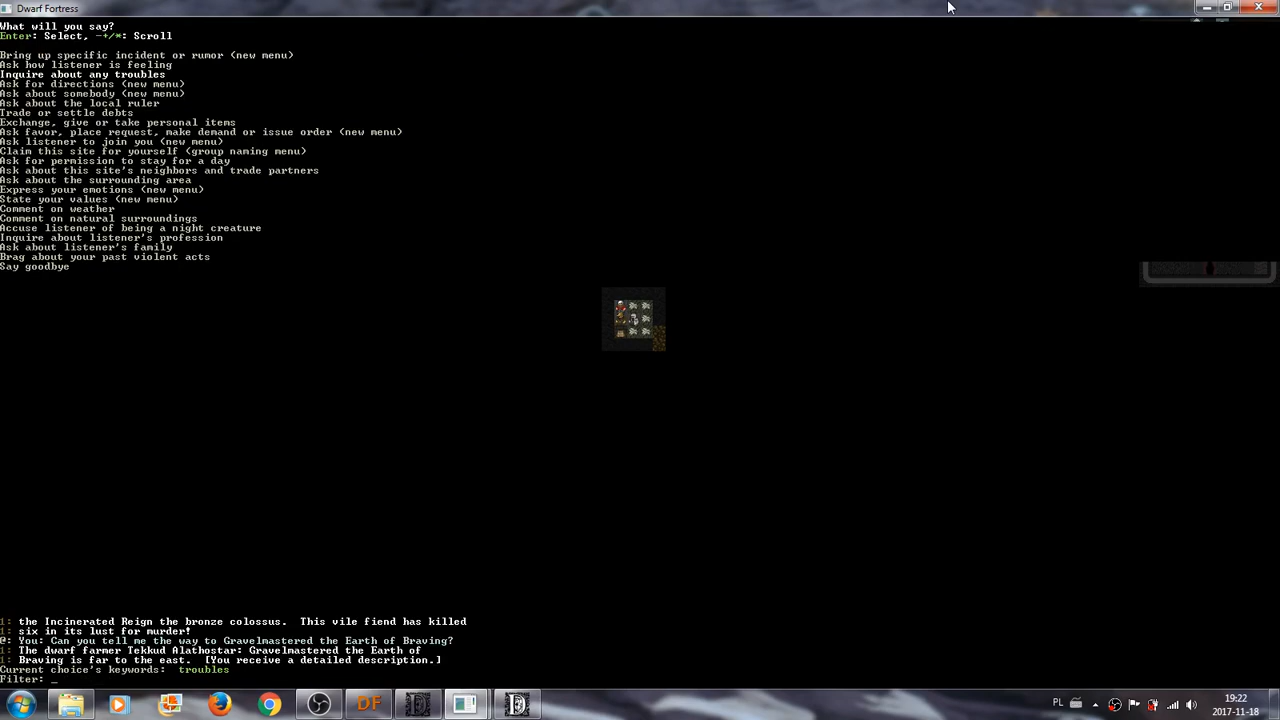 Dwarf Fortress
What will you say?
Enter: Select, -+/*: Scroll
Bring up specific incident or rumor (new menu)
Ask how listener is feeling
Inquire about any troubles
Ask for directions (new menu)
Ask about somebody (new menu)
Ask about the local ruler
Trade or settle debts
Exchange, give or take personal items
Ask favor, place request, make demand or issue order (new menu)
Ask listener to join you (new menu)
Claim this site for yourself (group naming menu)
Ask for permission to stay for a day
Ask about this site's neighbors and trade partners
Ask about the surrounding area
Express your emotions (new menu)
State your values (new menu)
Comment on weather
Comment on natural surroundings
Accuse listener of being a night creature
Inquire about listener's profession
Ask about listener's family
Brag about your past violent acts
Say goodbye
1: the Incinerated Reign the bronze colossus.  This vile fiend has killed
1: six in its lust for murder!
@: You: Can you tell me the way to Gravelmastered the Earth of Braving?
1: The dwarf farmer Tekkud Alathostar: Gravelmastered the Earth of
1: Braving is far to the east.  [You receive a detailed description.]
Current choice's keywords:  troubles
Filter: _
DF
PL
19:22
2017-11-18